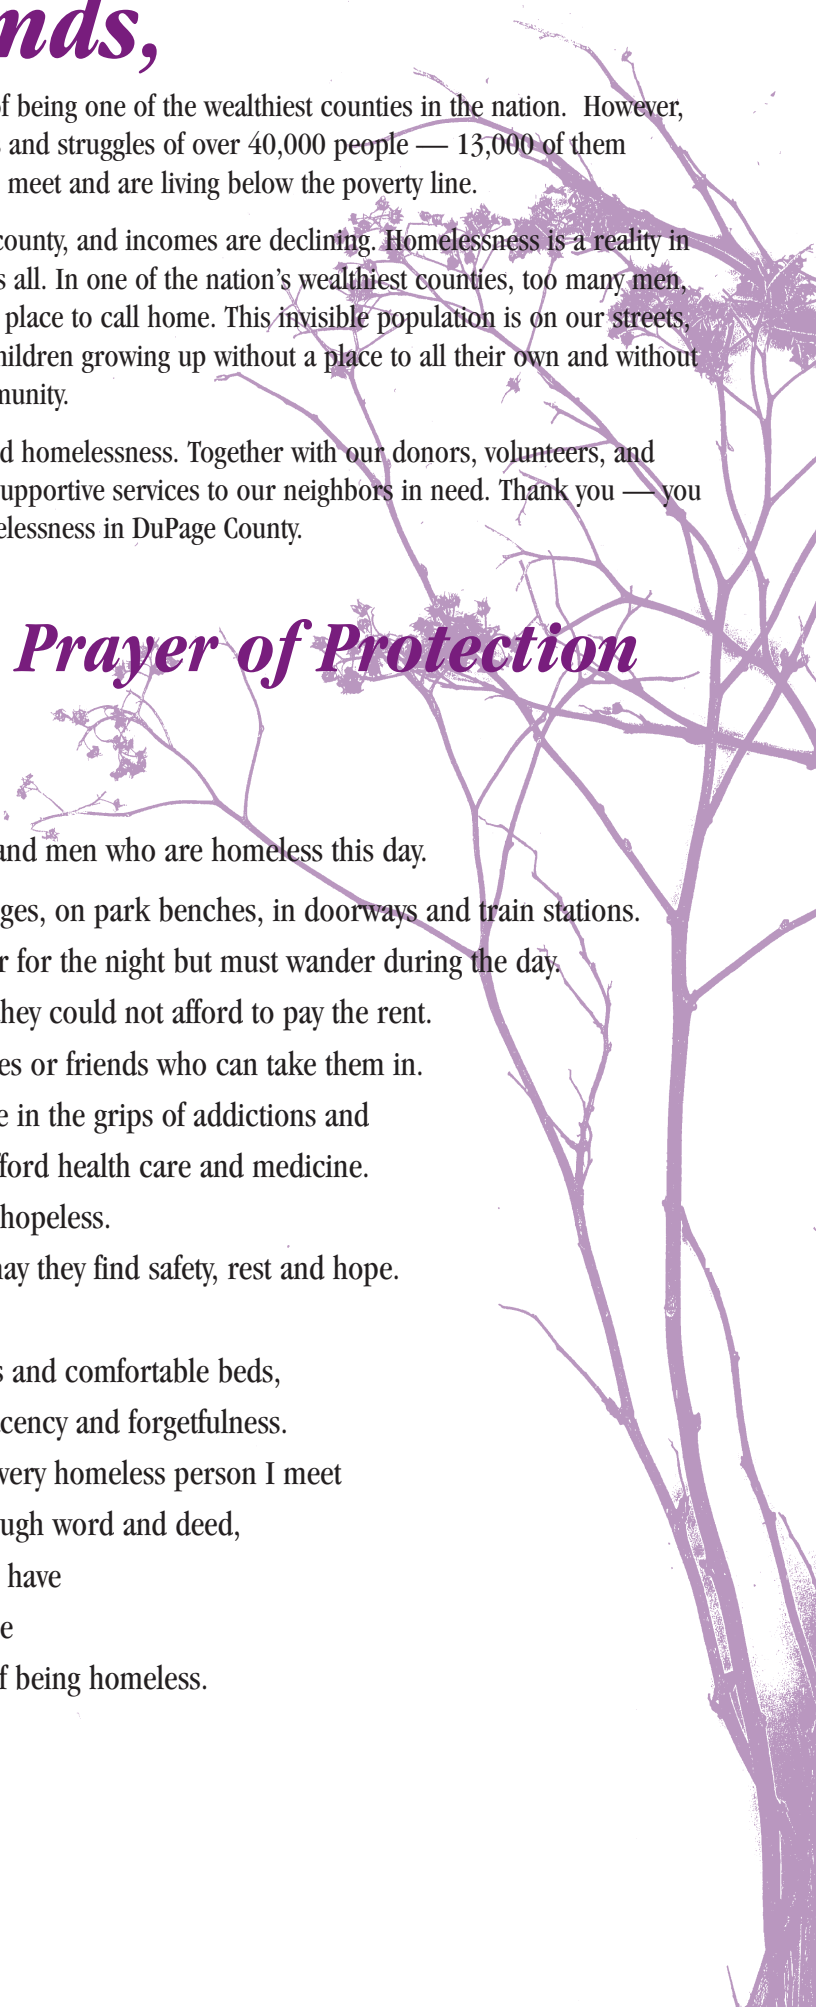 nds,
of being one of the wealthiest counties in the nation.  However,
s and struggles of over 40,000 people — 13,000 of them
meet and are living below the poverty line.
county, and incomes are declining. Homelessness is a reality in
s all. In one of the nation’s wealthiest counties, too many men,
place to call home. This invisible population is on our streets,
hildren growing up without a place to all their own and without
munity.
d homelessness. Together with our donors, volunteers, and
upportive services to our neighbors in need. Thank you — you
elessness in DuPage County.
Prayer of Protection
and men who are homeless this day.
ges, on park benches, in doorways and train stations.
r for the night but must wander during the day.
hey could not afford to pay the rent.
es or friends who can take them in.
e in the grips of addictions and
fford health care and medicine.
hopeless.
nay they find safety, rest and hope.
s and comfortable beds,
cency and forgetfulness.
very homeless person I meet
ugh word and deed,
have
e
f being homeless.